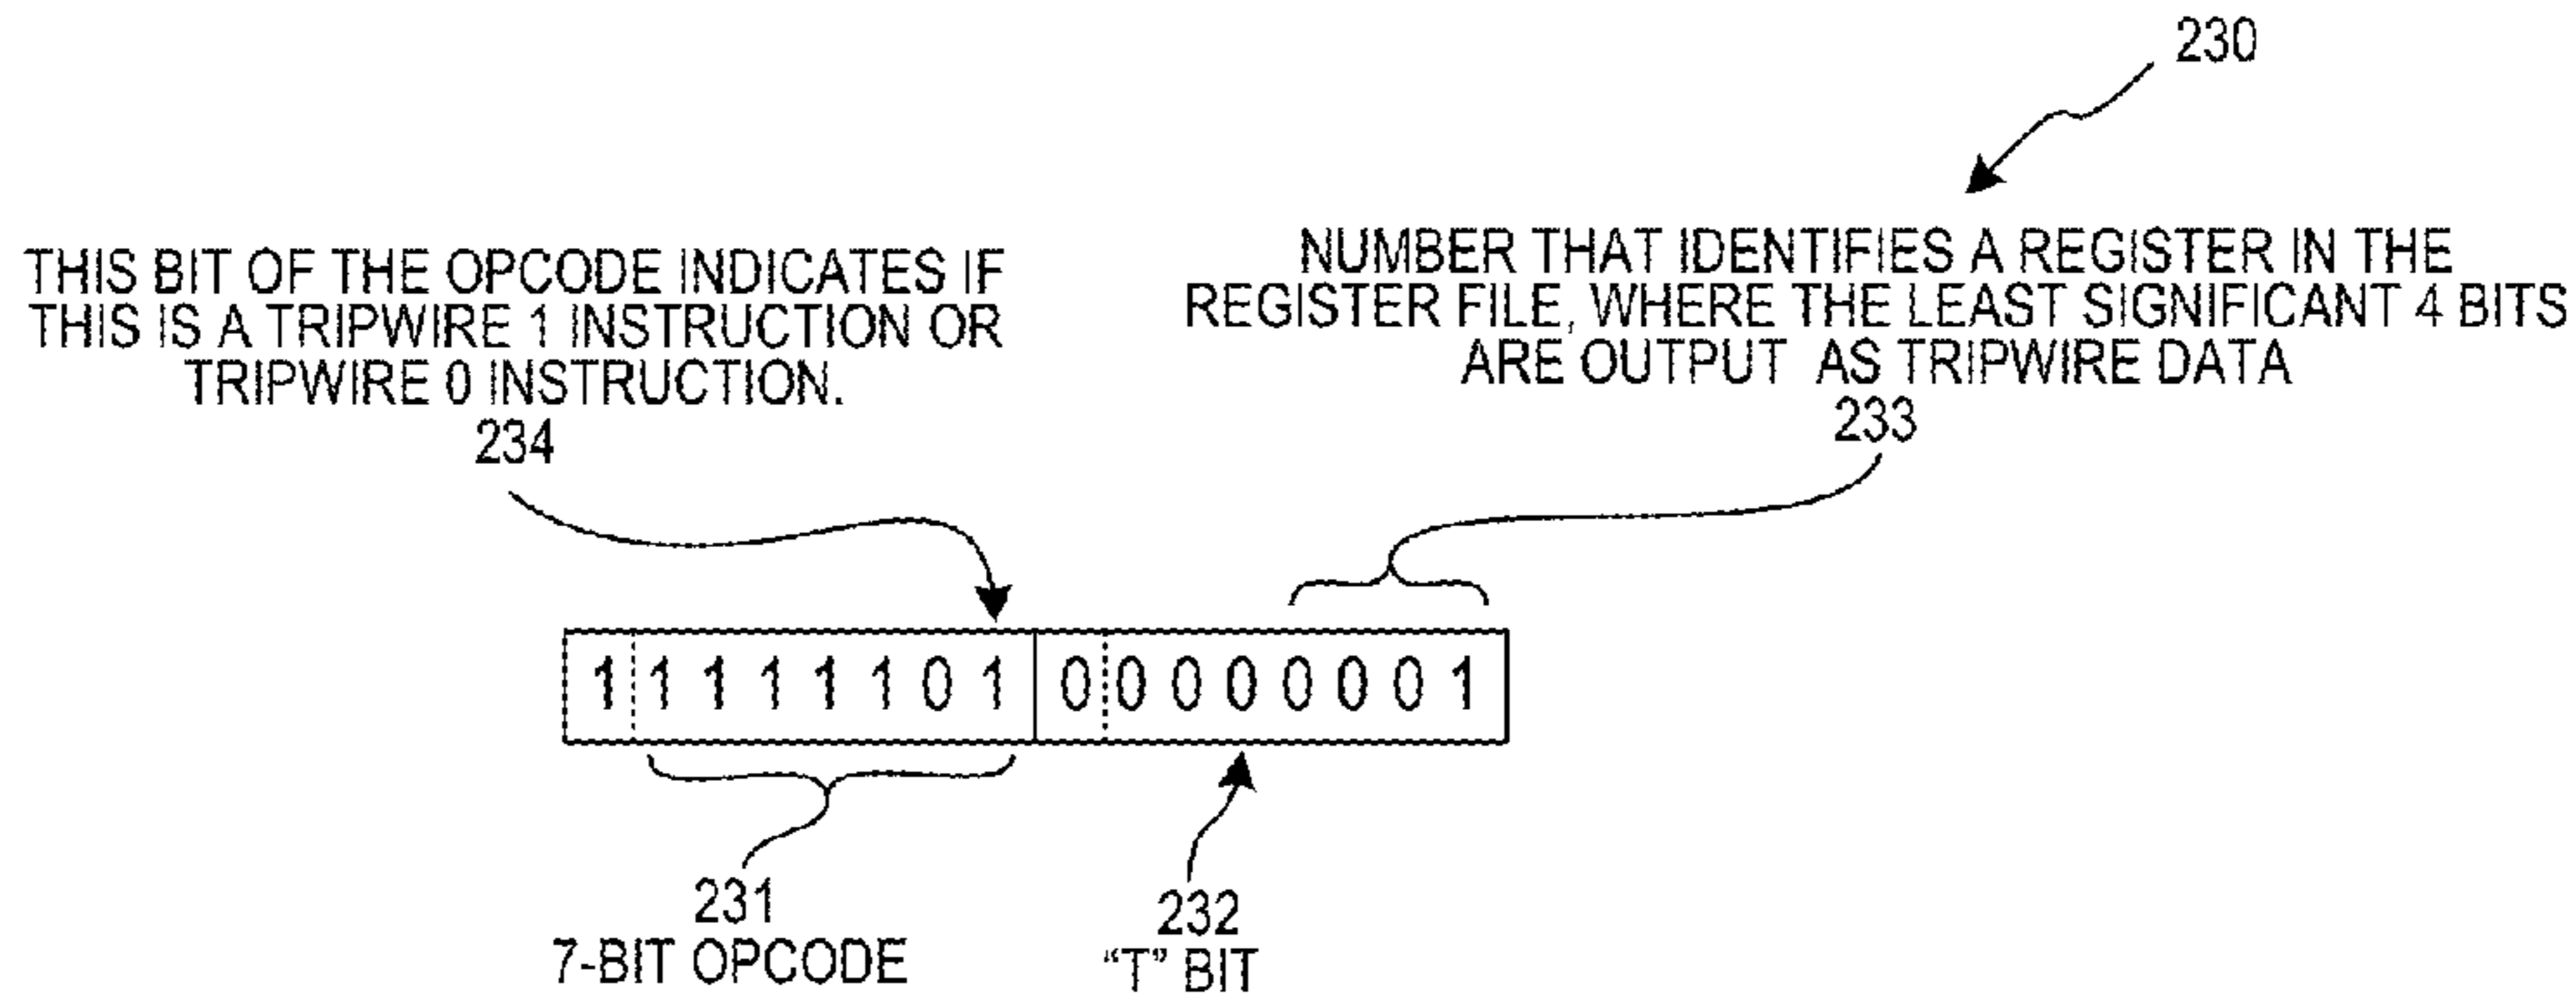 230
THIS BIT OF THE OPCODE INDICATES IF
THIS IS A TRIPWIRE 1 INSTRUCTION OR
TRIPWIRE 0 INSTRUCTION.
234
NUMBER THAT IDENTIFIES A REGISTER IN THE
REGISTER FILE, WHERE THE LEAST SIGNIFICANT 4 BITS
ARE OUTPUT AS TRIPWIRE DATA
233
1 1 1 1 1 1 0 1 0 0 0 0 0 0 0 1
231
7-BIT OPCODE
232
“T” BIT